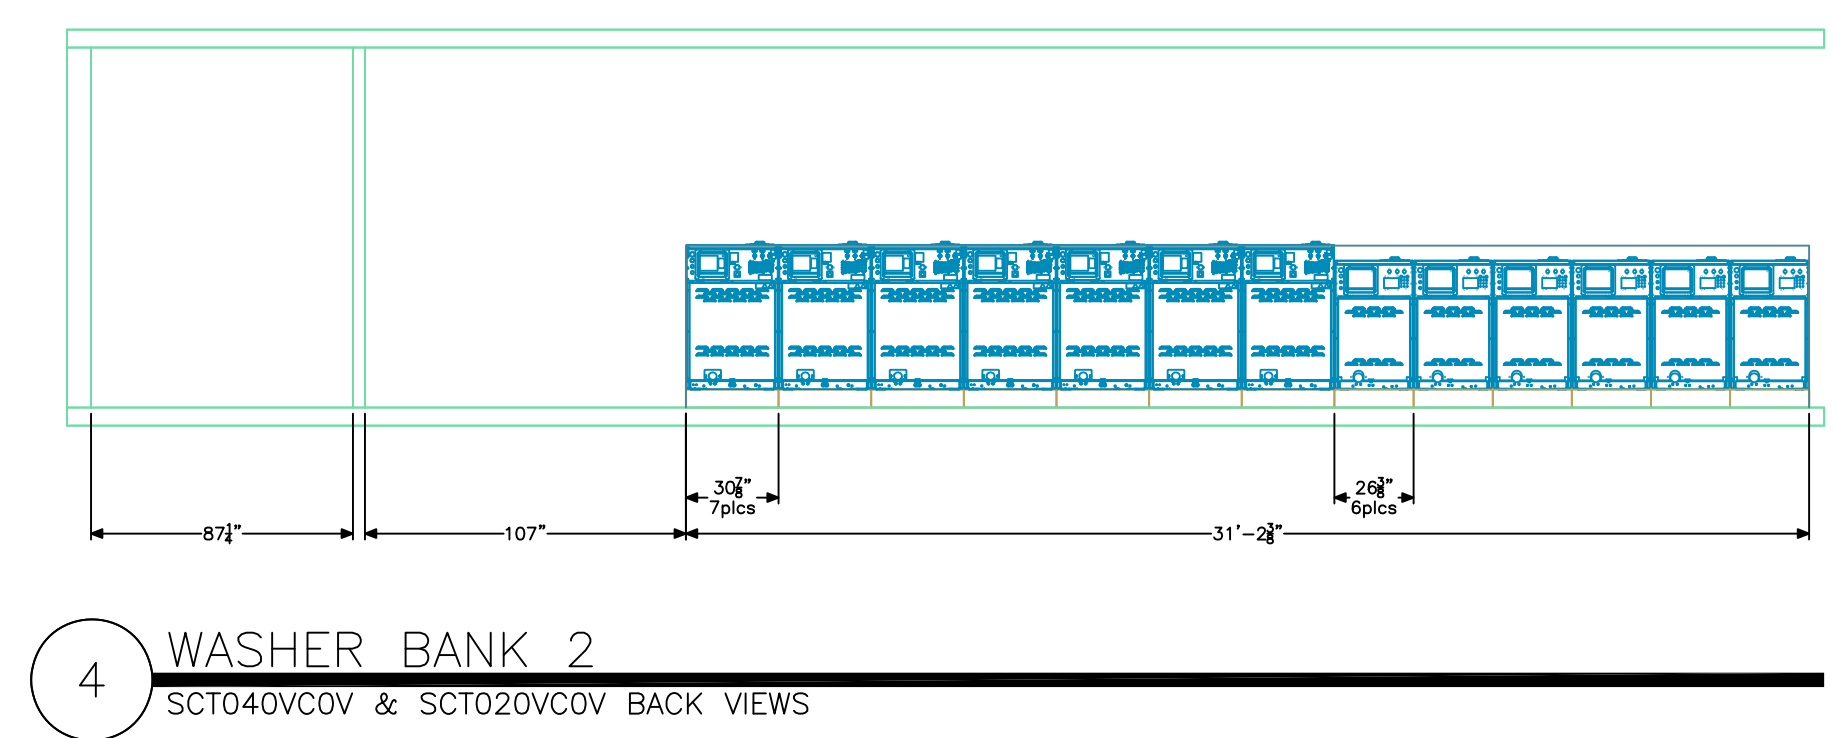 30⅞" 26⅜"
7plcs 6plcs
87¼" 107" 31'-2⅜"
4 WASHER BANK 2
SCT040VC0V & SCT020VC0V BACK VIEWS